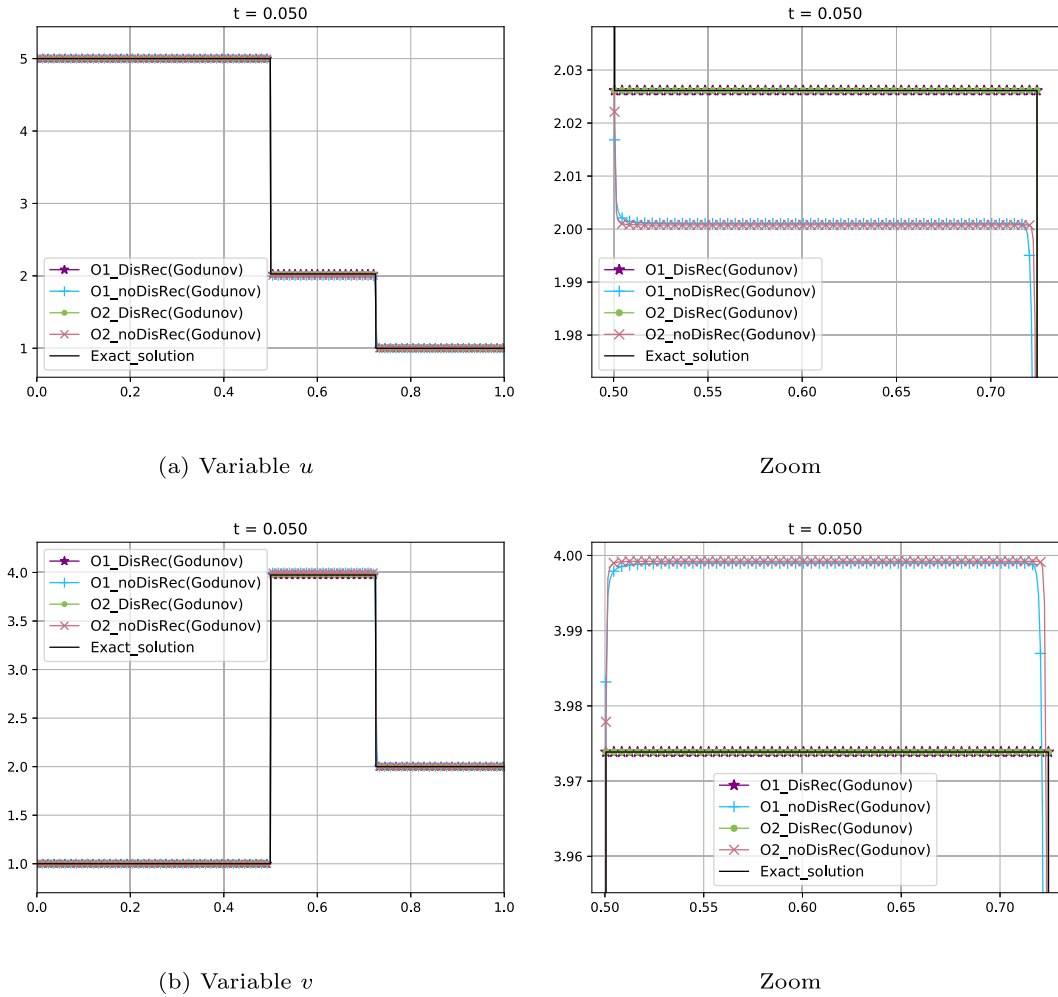 t = 0.050
5
4
3
2
1
0.0 0.2 0.4 0.6 0.8 1.0
O1_DisRec(Godunov)
O1_noDisRec(Godunov)
O2_DisRec(Godunov)
O2_noDisRec(Godunov)
Exact_solution
t = 0.050
2.03
2.02
2.01
2.00
1.99
1.98
0.50 0.55 0.60 0.65 0.70
O1_DisRec(Godunov)
O1_noDisRec(Godunov)
O2_DisRec(Godunov)
O2_noDisRec(Godunov)
Exact_solution
(a) Variable u
Zoom
t = 0.050
4.0
3.5
3.0
2.5
2.0
1.5
1.0
0.0 0.2 0.4 0.6 0.8 1.0
O1_DisRec(Godunov)
O1_noDisRec(Godunov)
O2_DisRec(Godunov)
O2_noDisRec(Godunov)
Exact_solution
t = 0.050
4.00
3.99
3.98
3.97
3.96
0.50 0.55 0.60 0.65 0.70
O1_DisRec(Godunov)
O1_noDisRec(Godunov)
O2_DisRec(Godunov)
O2_noDisRec(Godunov)
Exact_solution
(b) Variable v
Zoom